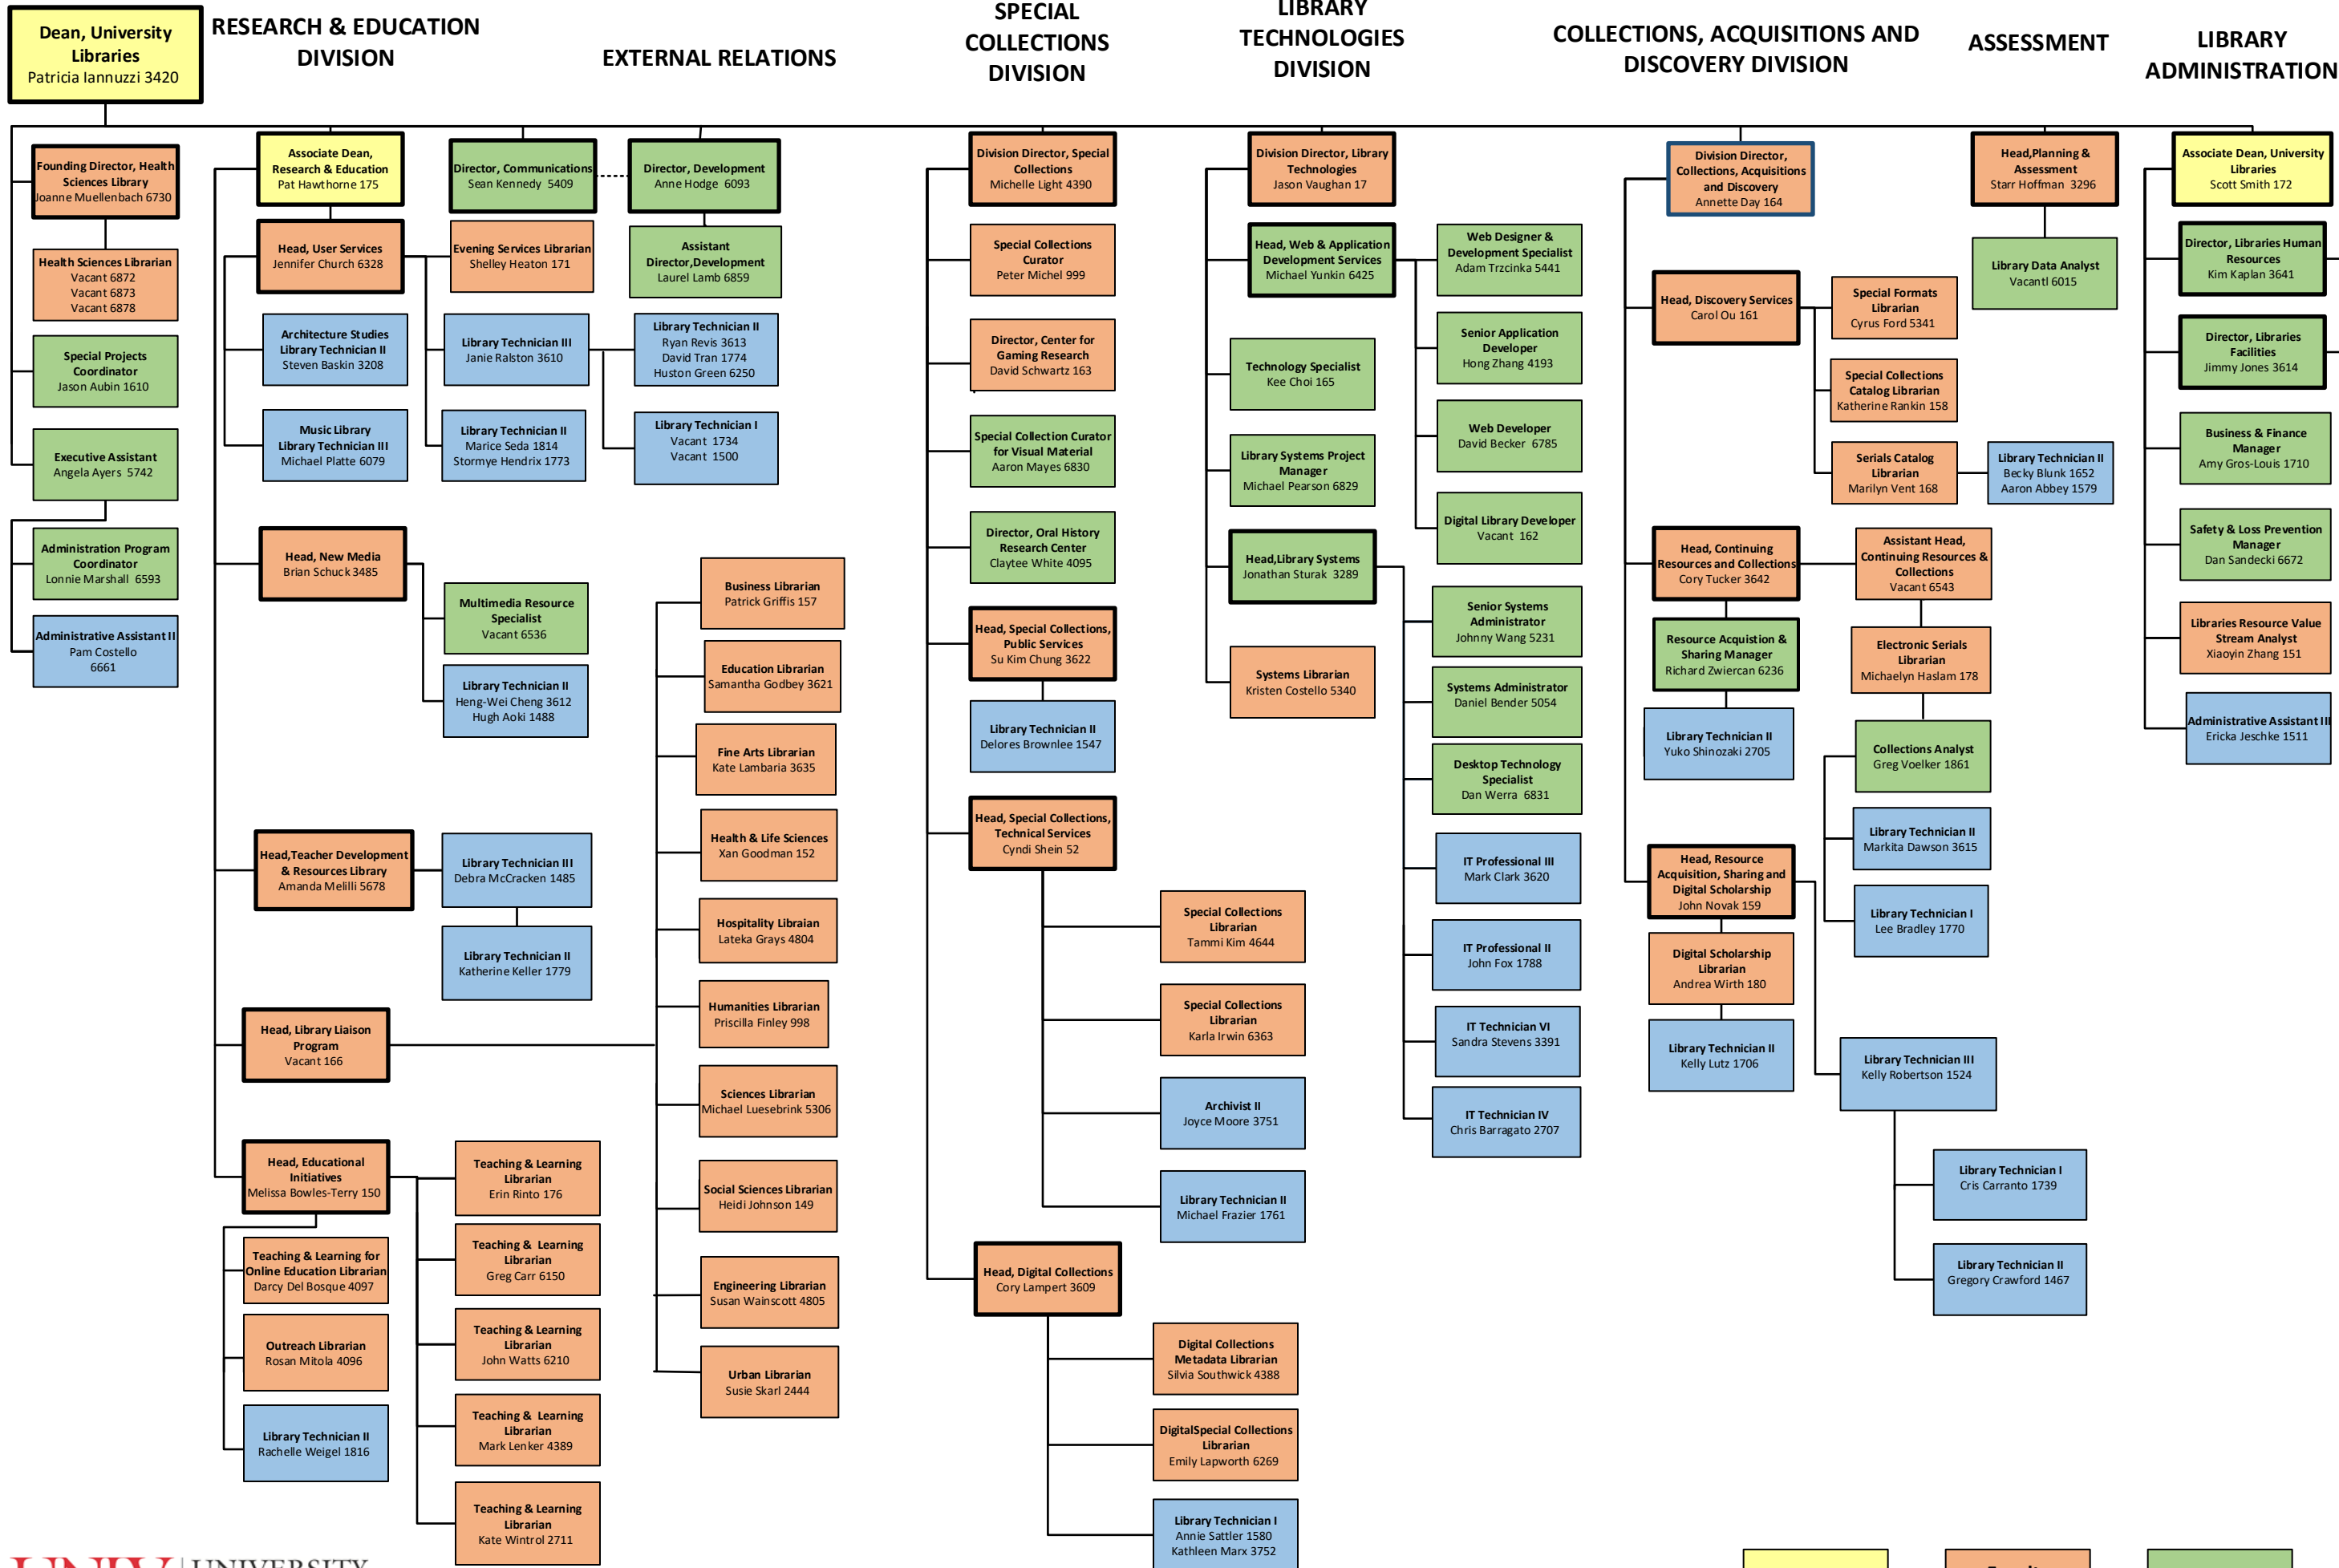 Dean, University
Libraries
Patricia Iannuzzi 3420
RESEARCH & EDUCATION
DIVISION
EXTERNAL RELATIONS
SPECIAL
COLLECTIONS
DIVISION
LIBRARY
TECHNOLOGIES
DIVISION
COLLECTIONS, ACQUISITIONS AND
DISCOVERY DIVISION
ASSESSMENT
LIBRARY
ADMINISTRATION
Founding Director, Health
Sciences Library
Joanne Muellenbach 6730
Health Sciences Librarian
Vacant 6872
Vacant 6873
Vacant 6878
Special Projects
Coordinator
Jason Aubin 1610
Executive Assistant
Angela Ayers 5742
Administration Program
Coordinator
Lonnie Marshall 6593
Administrative Assistant II
Pam Costello
6661
Associate Dean,
Research & Education
Pat Hawthorne 175
Head, User Services
Jennifer Church 6328
Architecture Studies
Library Technician II
Steven Baskin 3208
Music Library
Library Technician III
Michael Platte 6079
Evening Services Librarian
Shelley Heaton 171
Library Technician III
Janie Ralston 3610
Library Technician II
Marice Seda 1814
Stormye Hendrix 1773
Library Technician II
Ryan Revis 3613
David Tran 1774
Huston Green 6250
Library Technician I
Vacant 1734
Vacant 1500
Director, Communications
Sean Kennedy 5409
Director, Development
Anne Hodge 6093
Assistant
Director,Development
Laurel Lamb 6859
Head, New Media
Brian Schuck 3485
Multimedia Resource
Specialist
Vacant 6536
Library Technician II
Heng-Wei Cheng 3612
Hugh Aoki 1488
Head,Teacher Development
& Resources Library
Amanda Melilli 5678
Library Technician III
Debra McCracken 1485
Library Technician II
Katherine Keller 1779
Head, Library Liaison
Program
Vacant 166
Business Librarian
Patrick Griffis 157
Education Librarian
Samantha Godbey 3621
Fine Arts Librarian
Kate Lambaria 3635
Health & Life Sciences
Xan Goodman 152
Hospitality Libraian
Lateka Grays 4804
Humanities Librarian
Priscilla Finley 998
Sciences Librarian
Michael Luesebrink 5306
Social Sciences Librarian
Heidi Johnson 149
Engineering Librarian
Susan Wainscott 4805
Urban Librarian
Susie Skarl 2444
Head, Educational
Initiatives
Melissa Bowles-Terry 150
Teaching & Learning for
Online Education Librarian
Darcy Del Bosque 4097
Outreach Librarian
Rosan Mitola 4096
Library Technician II
Rachelle Weigel 1816
Teaching & Learning
Librarian
Erin Rinto 176
Teaching & Learning
Librarian
Greg Carr 6150
Teaching & Learning
Librarian
John Watts 6210
Teaching & Learning
Librarian
Mark Lenker 4389
Teaching & Learning
Librarian
Kate Wintrol 2711
Division Director, Special
Collections
Michelle Light 4390
Special Collections
Curator
Peter Michel 999
Director, Center for
Gaming Research
David Schwartz 163
Special Collection Curator
for Visual Material
Aaron Mayes 6830
Director, Oral History
Research Center
Claytee White 4095
Head, Special Collections,
Public Services
Su Kim Chung 3622
Library Technician II
Delores Brownlee 1547
Head, Special Collections,
Technical Services
Cyndi Shein 52
Special Collections
Librarian
Tammi Kim 4644
Special Collections
Librarian
Karla Irwin 6363
Archivist II
Joyce Moore 3751
Library Technician II
Michael Frazier 1761
Head, Digital Collections
Cory Lampert 3609
Digital Collections
Metadata Librarian
Silvia Southwick 4388
DigitalSpecial Collections
Librarian
Emily Lapworth 6269
Library Technician I
Annie Sattler 1580
Kathleen Marx 3752
Division Director, Library
Technologies
Jason Vaughan 17
Head, Web & Application
Development Services
Michael Yunkin 6425
Web Designer &
Development Specialist
Adam Trzcinka 5441
Senior Application
Developer
Hong Zhang 4193
Web Developer
David Becker 6785
Digital Library Developer
Vacant 162
Technology Specialist
Kee Choi 165
Library Systems Project
Manager
Michael Pearson 6829
Head,Library Systems
Jonathan Sturak 3289
Systems Librarian
Kristen Costello 5340
Senior Systems
Administrator
Johnny Wang 5231
Systems Administrator
Daniel Bender 5054
Desktop Technology
Specialist
Dan Werra 6831
IT Professional III
Mark Clark 3620
IT Professional II
John Fox 1788
IT Technician VI
Sandra Stevens 3391
IT Technician IV
Chris Barragato 2707
Division Director,
Collections, Acquisitions
and Discovery
Annette Day 164
Head, Discovery Services
Carol Ou 161
Special Formats
Librarian
Cyrus Ford 5341
Special Collections
Catalog Librarian
Katherine Rankin 158
Serials Catalog
Librarian
Marilyn Vent 168
Library Technician II
Becky Blunk 1652
Aaron Abbey 1579
Head, Continuing
Resources and Collections
Cory Tucker 3642
Resource Acquistion &
Sharing Manager
Richard Zwiercan 6236
Library Technician II
Yuko Shinozaki 2705
Assistant Head,
Continuing Resources &
Collections
Vacant 6543
Electronic Serials
Librarian
Michaelyn Haslam 178
Collections Analyst
Greg Voelker 1861
Library Technician II
Markita Dawson 3615
Library Technician I
Lee Bradley 1770
Head, Resource
Acquisition, Sharing and
Digital Scholarship
John Novak 159
Digital Scholarship
Librarian
Andrea Wirth 180
Library Technician II
Kelly Lutz 1706
Library Technician III
Kelly Robertson 1524
Library Technician I
Cris Carranto 1739
Library Technician II
Gregory Crawford 1467
Head,Planning &
Assessment
Starr Hoffman 3296
Library Data Analyst
Vacantl 6015
Associate Dean, University
Libraries
Scott Smith 172
Director, Libraries Human
Resources
Kim Kaplan 3641
Director, Libraries
Facilities
Jimmy Jones 3614
Business & Finance
Manager
Amy Gros-Louis 1710
Safety & Loss Prevention
Manager
Dan Sandecki 6672
Libraries Resource Value
Stream Analyst
Xiaoyin Zhang 151
Administrative Assistant III
Ericka Jeschke 1511
UNIVERSITY